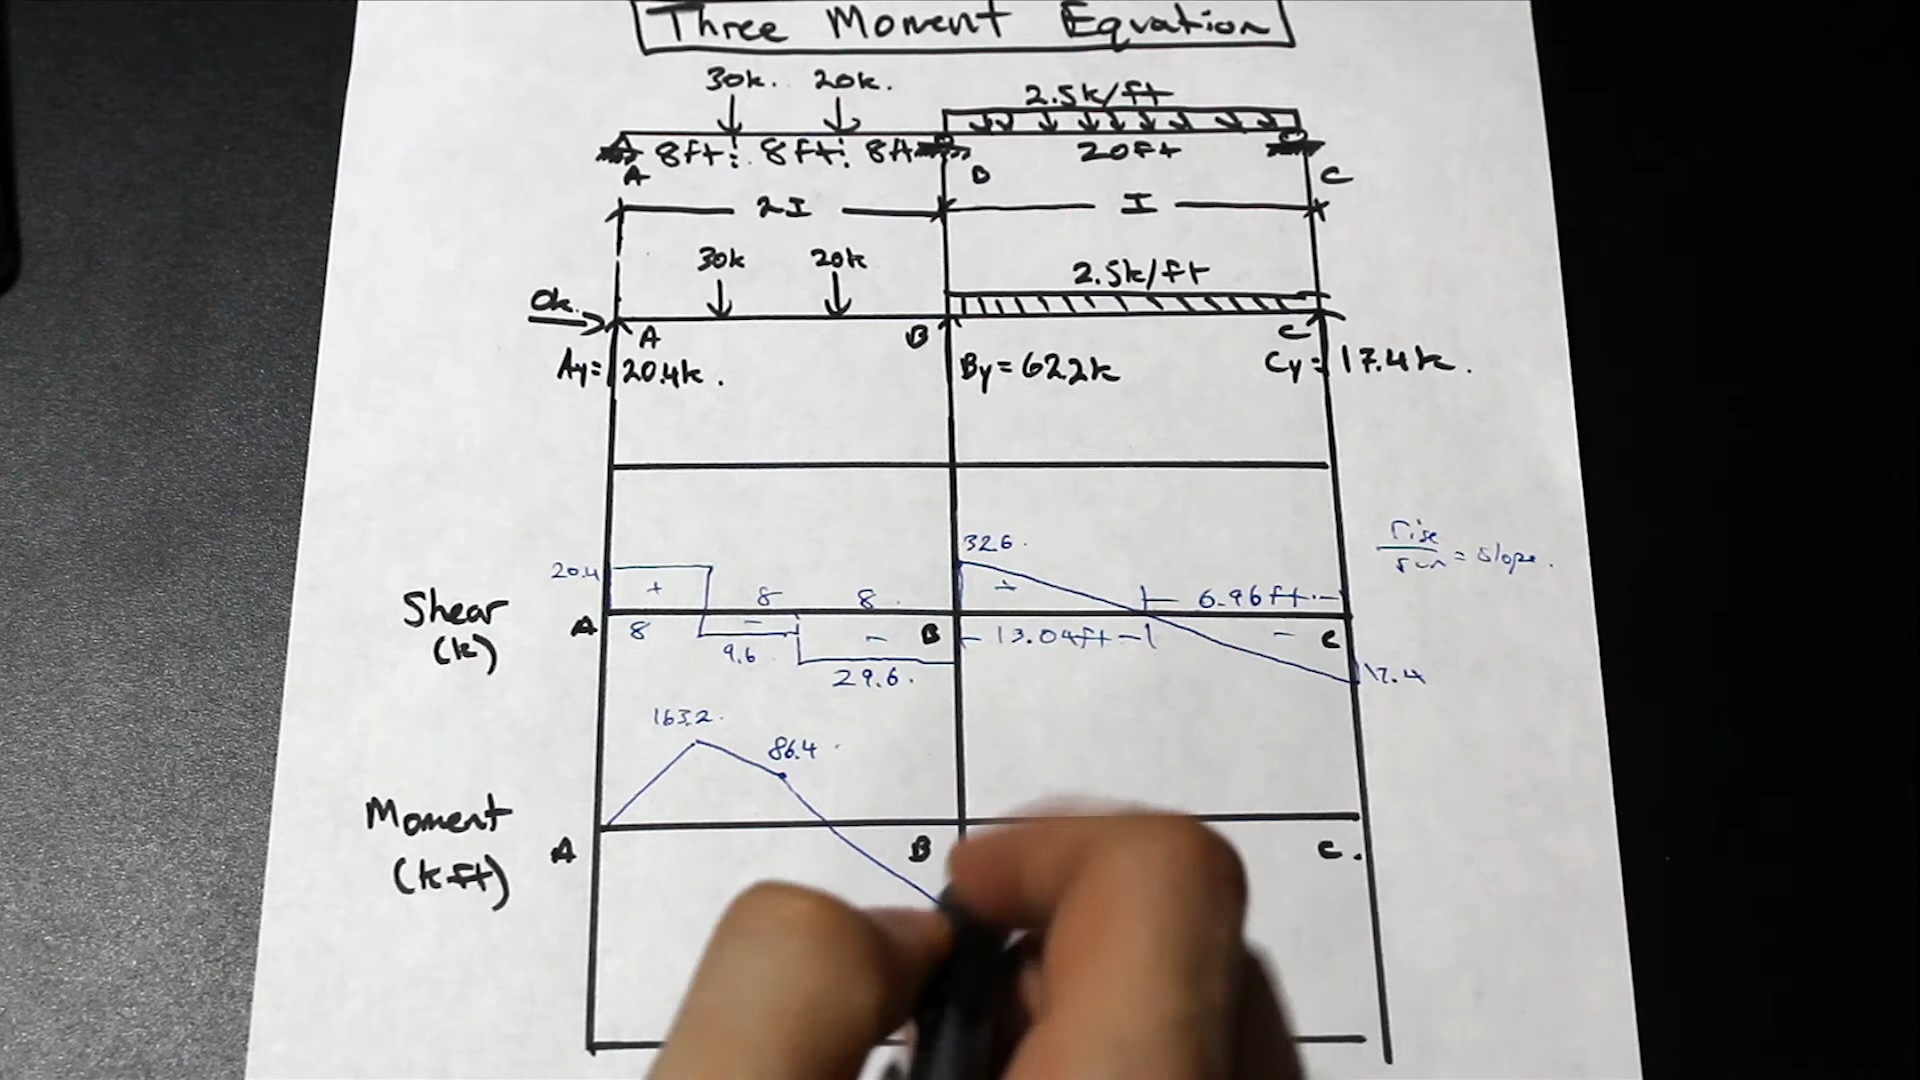 Three Moment Equation
30k. 20k.
2.5k/ft
8ft 8ft 8ft 20ft
A B C
2I I
30k 20k
2.5k/ft
0k.
A B C
Ay= 20.4k. By=62.2k Cy= 17.4k.
rise
run = slope.
32.6.
20.4
+ 8 8. + 6.96ft.
Shear
(k)
A 8 - - B 13.04ft - C
9.6 29.6. 17.4
163.2.
86.4
Moment
(kft)
A B C.